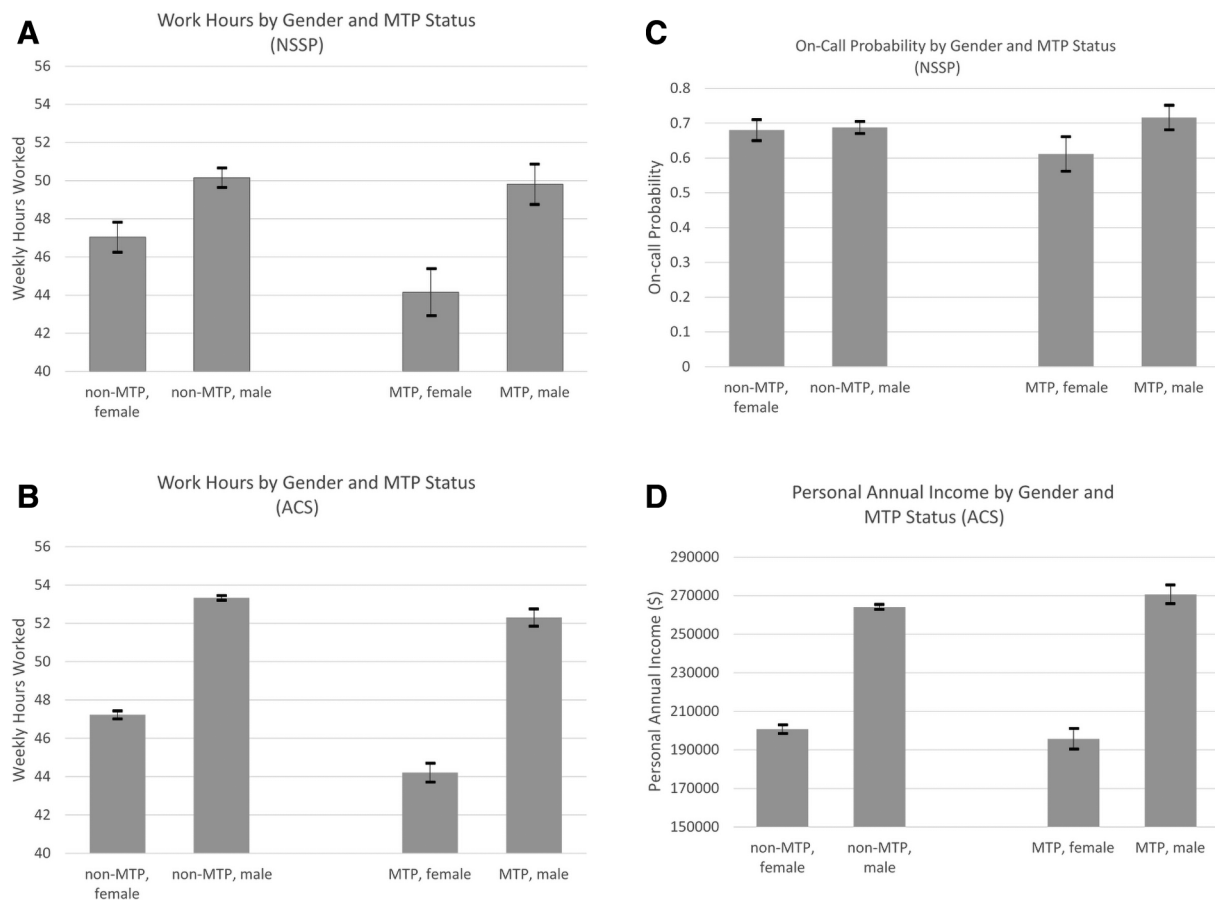 A
Work Hours by Gender and MTP Status
(NSSP)
Weekly Hours Worked
56
54
52
50
48
46
44
42
40
non-MTP,
female
non-MTP, male
MTP, female
MTP, male
C
On-Call Probability by Gender and MTP Status
(NSSP)
On-call Probability
0.8
0.7
0.6
0.5
0.4
0.3
0.2
0.1
0
non-MTP,
female
non-MTP, male
MTP, female
MTP, male
B
Work Hours by Gender and MTP Status
(ACS)
Weekly Hours Worked
56
54
52
50
48
46
44
42
40
non-MTP,
female
non-MTP, male
MTP, female
MTP, male
D
Personal Annual Income by Gender and
MTP Status (ACS)
Personal Annual Income ($)
290000
270000
250000
230000
210000
190000
170000
150000
non-MTP,
female
non-MTP,
male
MTP, female
MTP, male